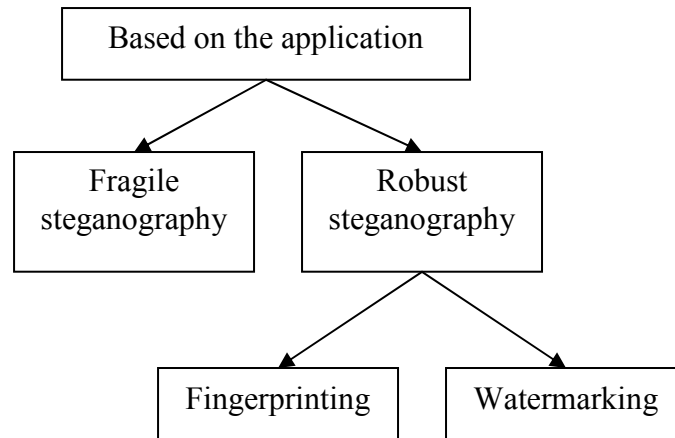 Based on the application
Fragile
steganography
Robust
steganography
Fingerprinting
Watermarking